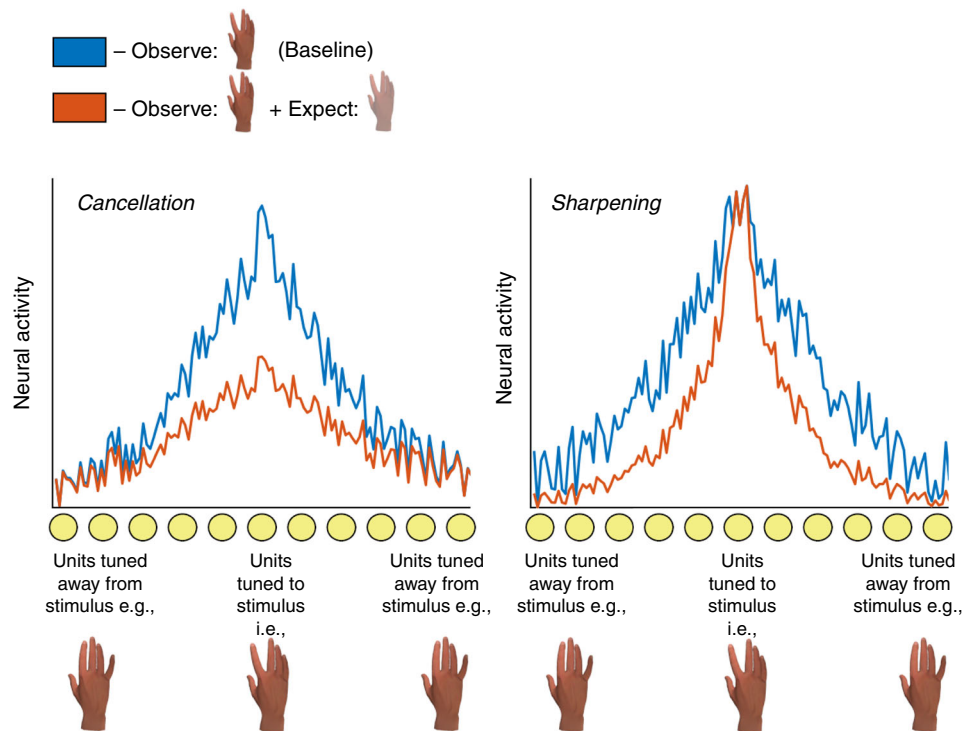 – Observe: (Baseline)
– Observe: + Expect:
Cancellation
Neural activity
Units tuned
away from
stimulus e.g.,
Units
tuned to
stimulus
i.e.,
Units tuned
away from
stimulus e.g.,
Sharpening
Neural activity
Units tuned
away from
stimulus e.g.,
Units
tuned to
stimulus
i.e.,
Units tuned
away from
stimulus e.g.,